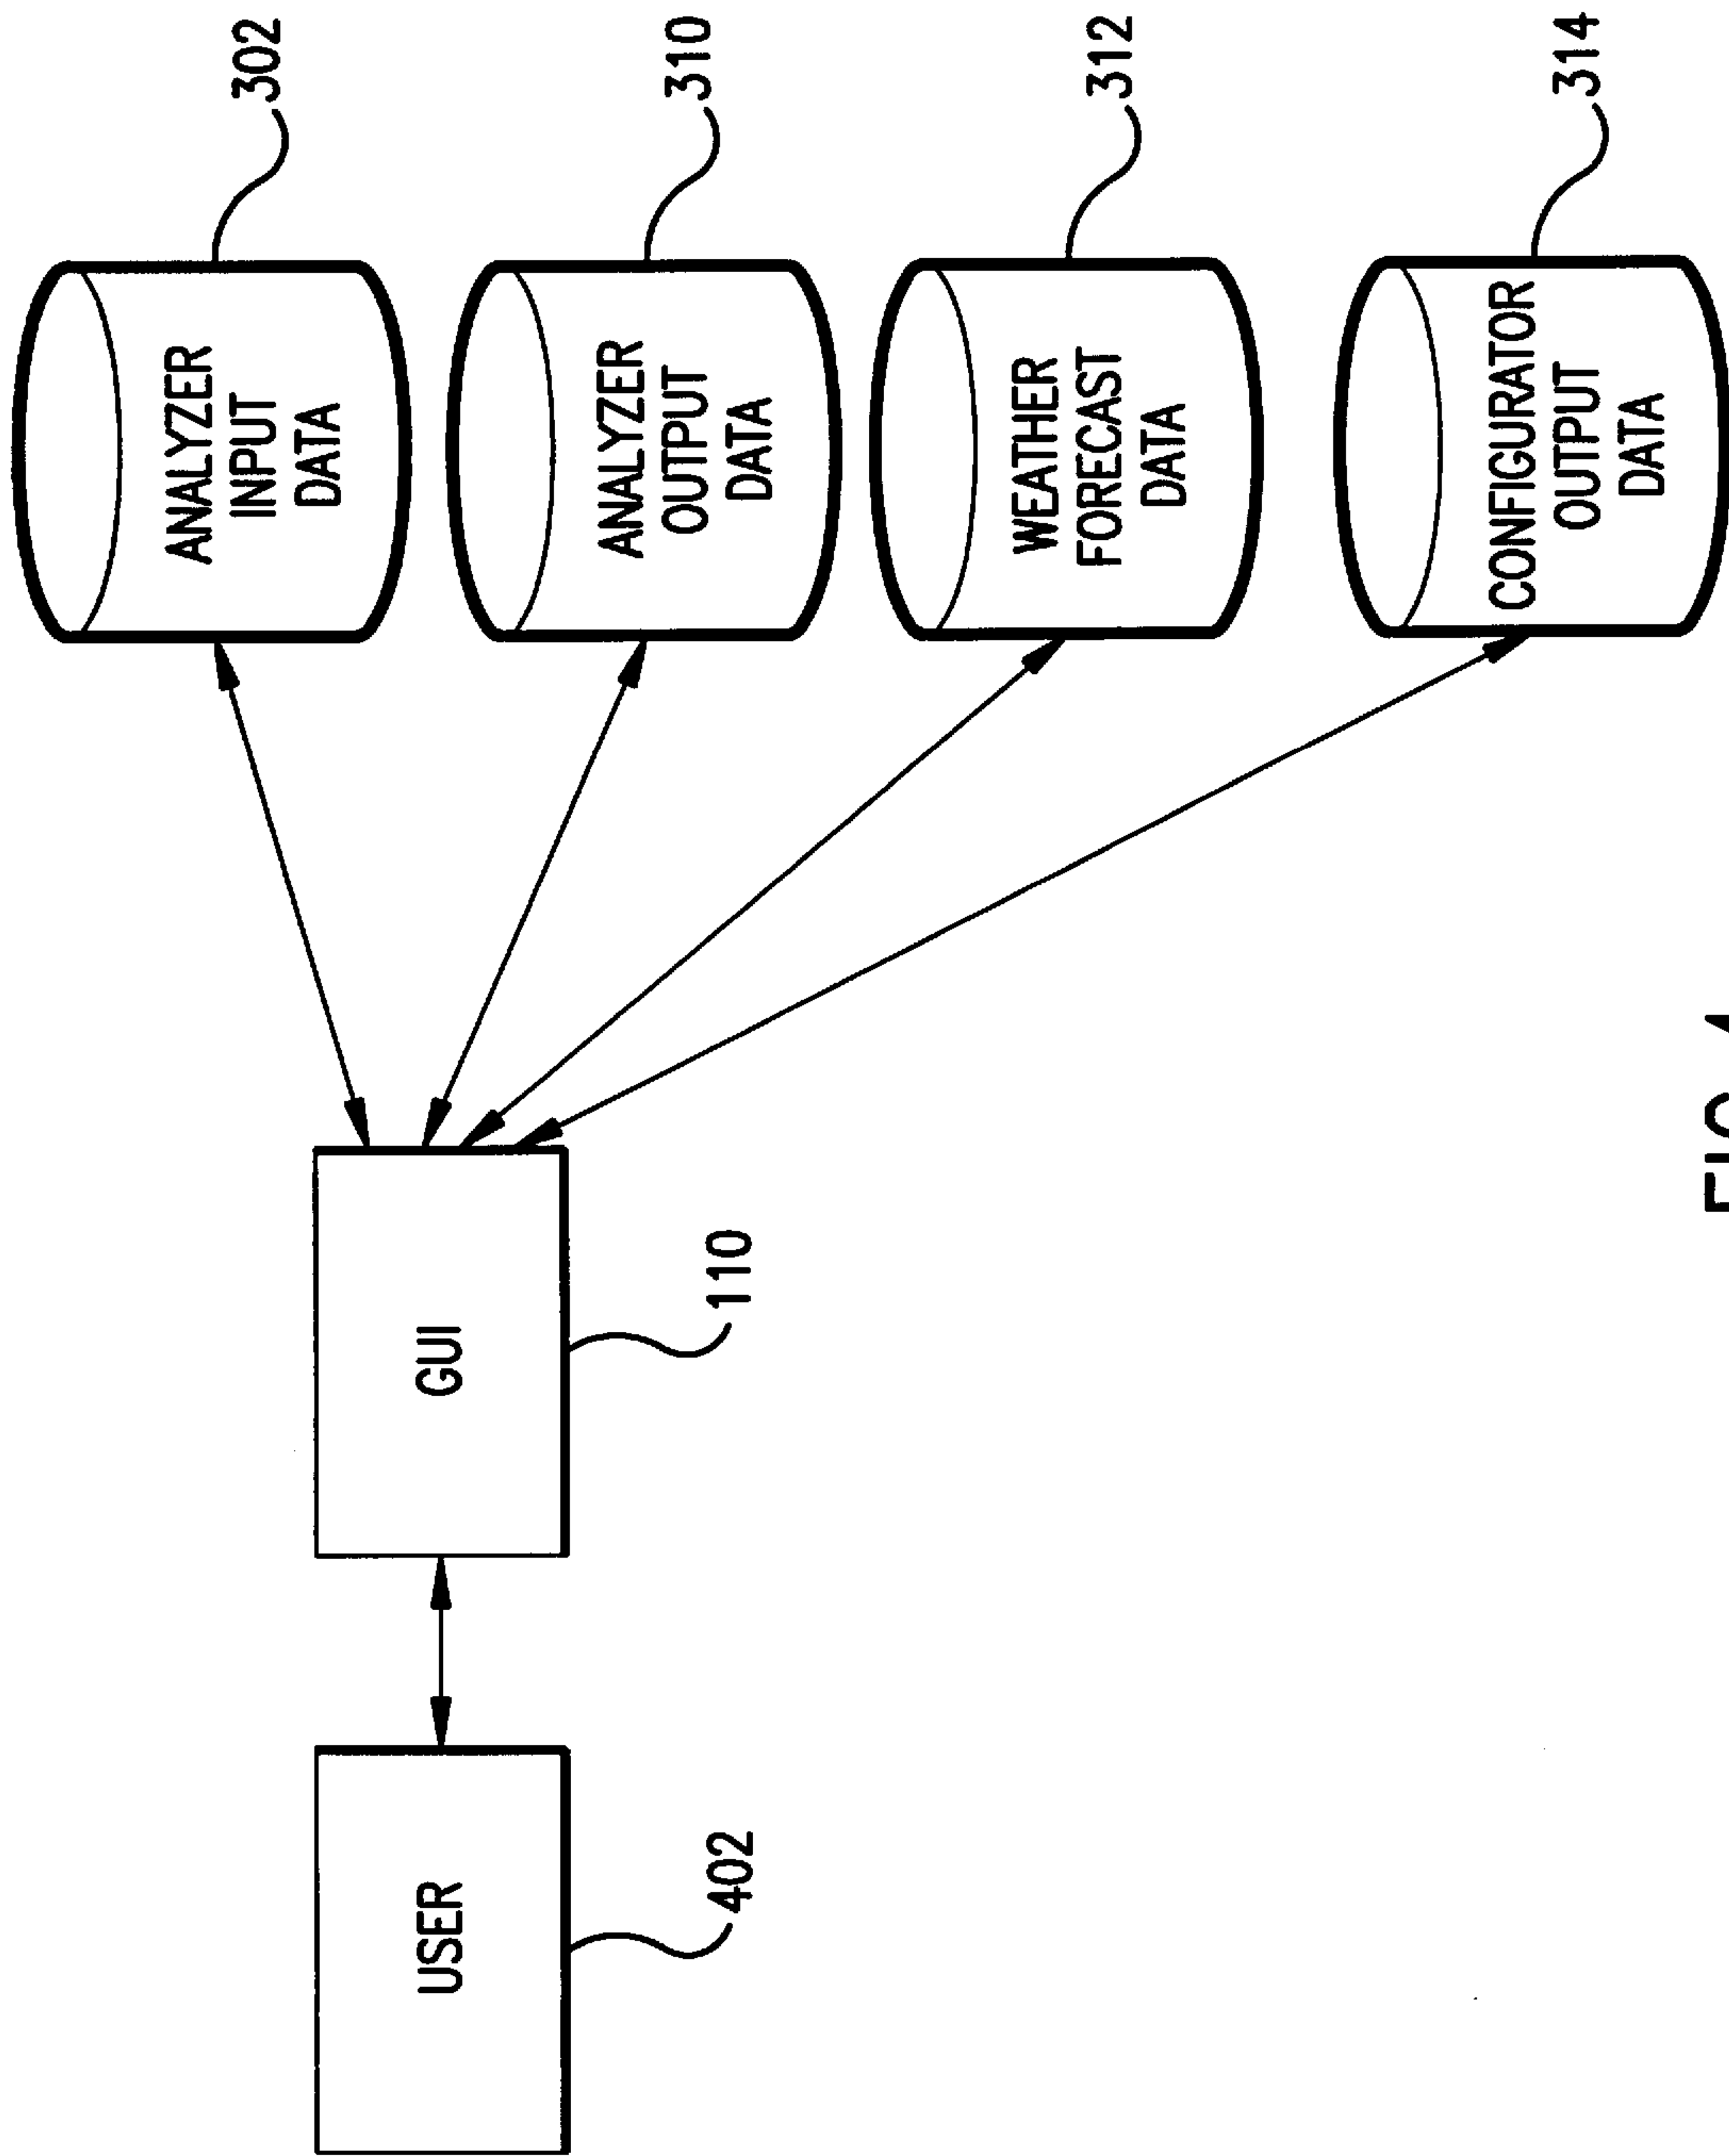 USER
402
GUI
110
ANALYZER
INPUT
DATA
302
ANALYZER
OUTPUT
DATA
310
WEATHER
FORECAST
DATA
312
CONFIGURATOR
OUTPUT
DATA
314
FIG